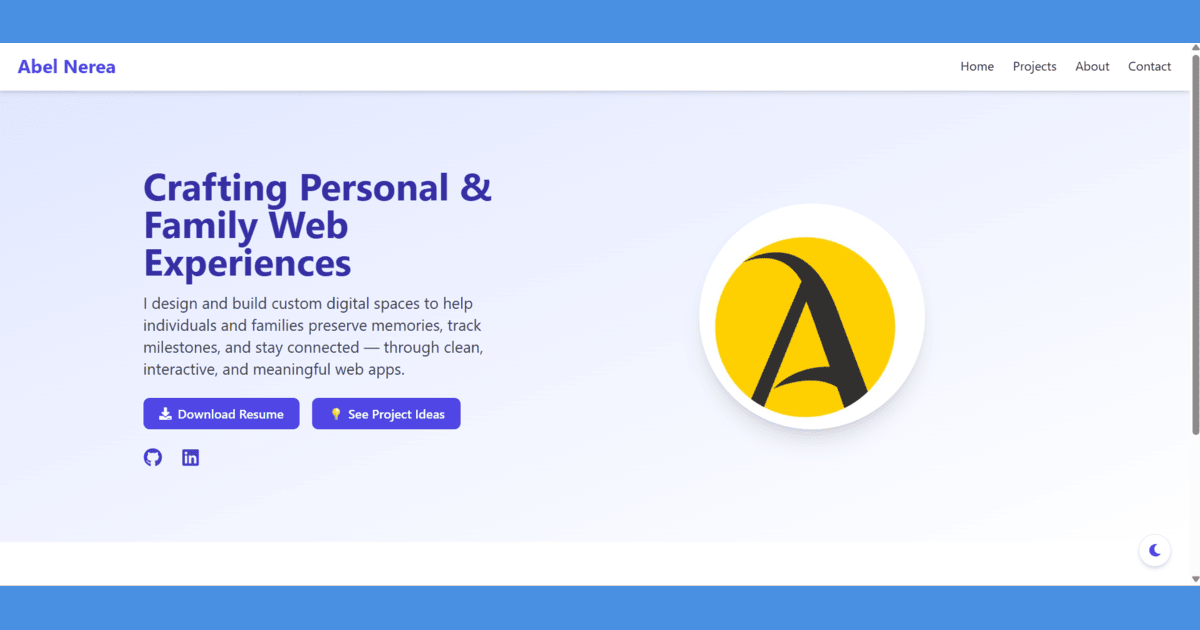 Abel Nerea
Home Projects About Contact
Crafting Personal &
Family Web
Experiences
I design and build custom digital spaces to help
individuals and families preserve memories, track
milestones, and stay connected — through clean,
interactive, and meaningful web apps.
Download Resume
💡 See Project Ideas
in
A